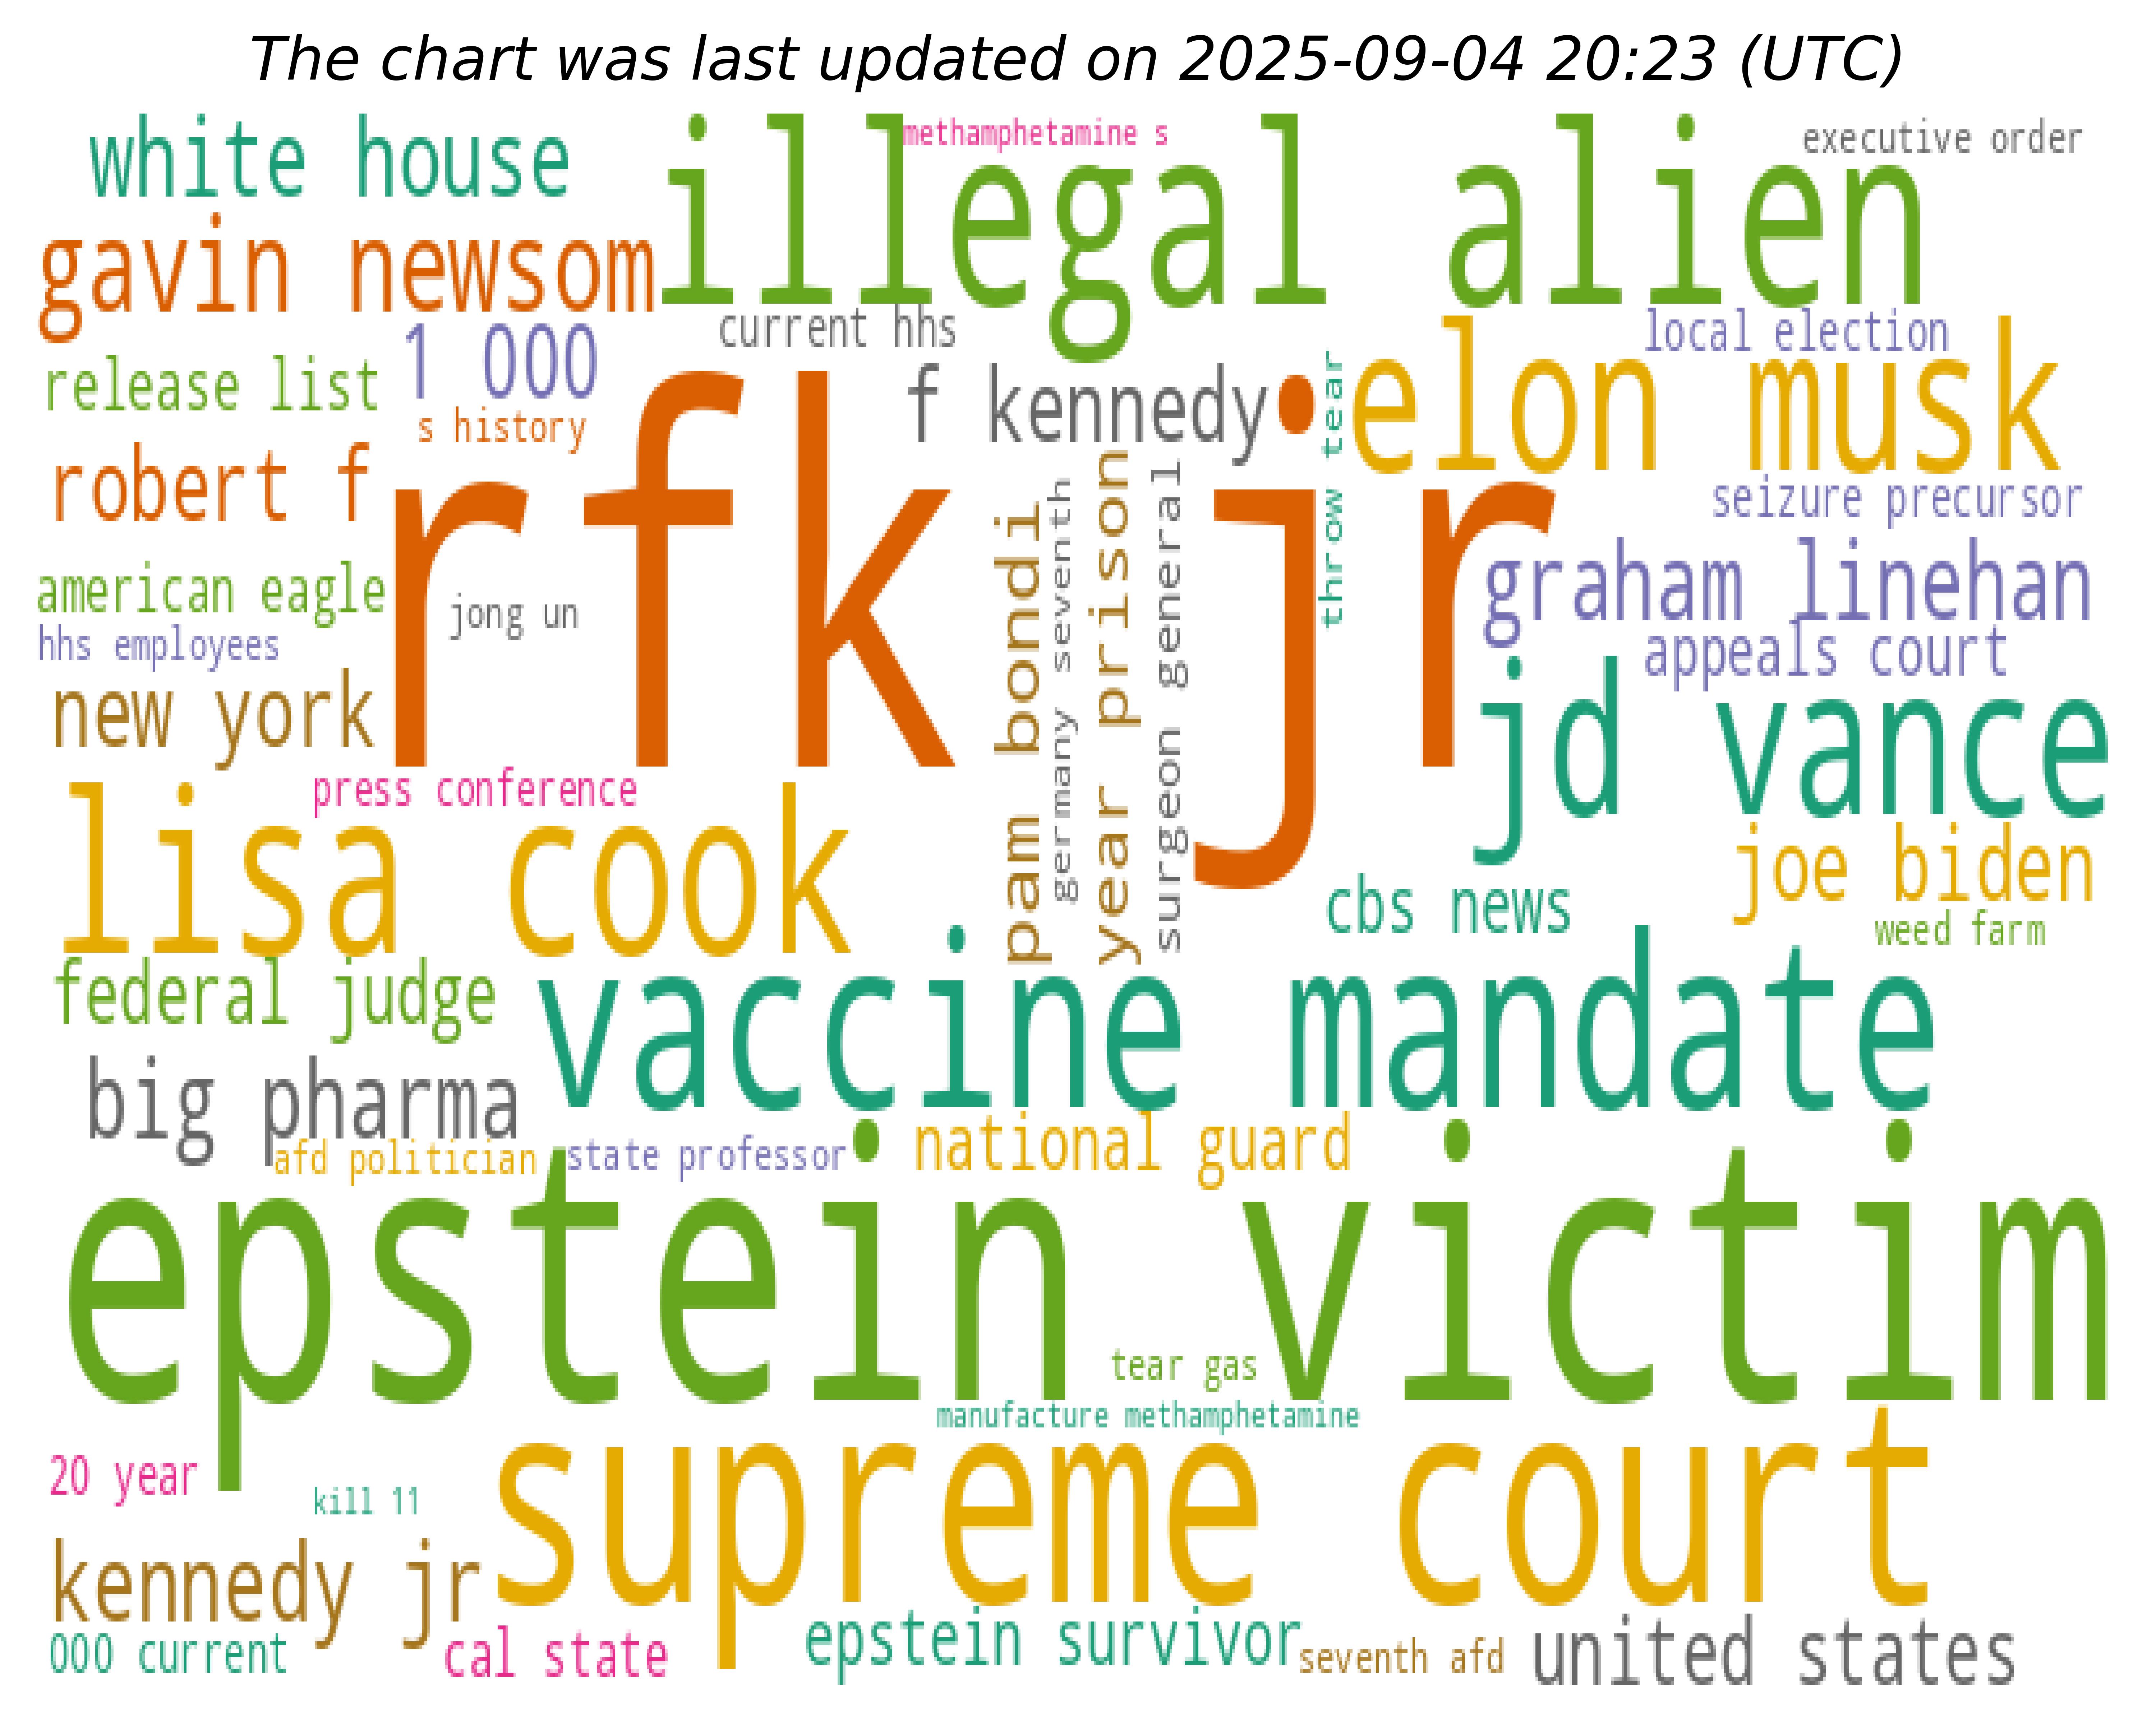 The chart was last updated on 2025-09-04 20:23 (UTC)
white house
illegal alien
methamphetamine s
executive order
gavin newsom
current hhs
local election
1 000
release list
s history
f kennedy
elon musk
throw tear
robert f
rfk jr
seizure precursor
pam bondi
germany seventh
year prison
surgeon general
graham linehan
american eagle
jong un
hhs employees
appeals court
new york
jd vance
press conference
lisa cook
joe biden
cbs news
weed farm
federal judge
vaccine mandate
big pharma
afd politician
state professor
national guard
epstein victim
tear gas
manufacture methamphetamine
20 year
kill 11
supreme court
kennedy jr
000 current
cal state
epstein survivor
seventh afd
united states